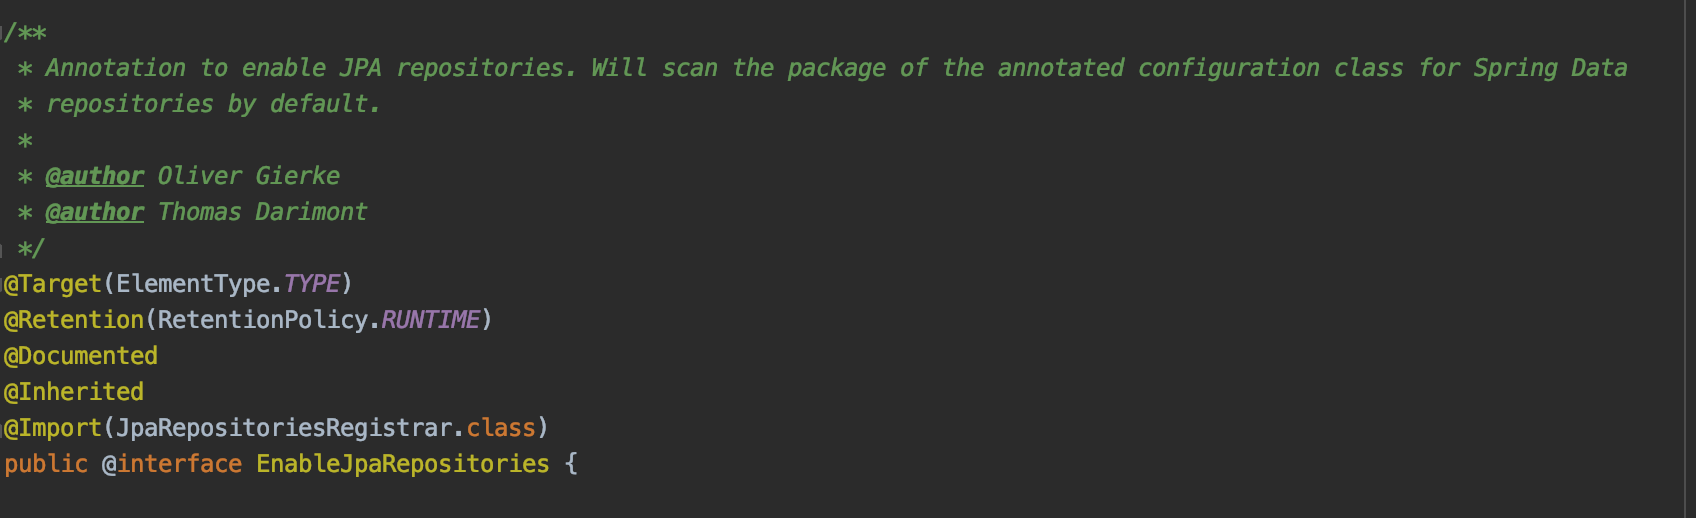 /**
 * Annotation to enable JPA repositories. Will scan the package of the annotated configuration class for Spring Data
 * repositories by default.
 *
 * @author Oliver Gierke
 * @author Thomas Darimont
 */
@Target(ElementType.TYPE)
@Retention(RetentionPolicy.RUNTIME)
@Documented
@Inherited
@Import(JpaRepositoriesRegistrar.class)
public @interface EnableJpaRepositories {